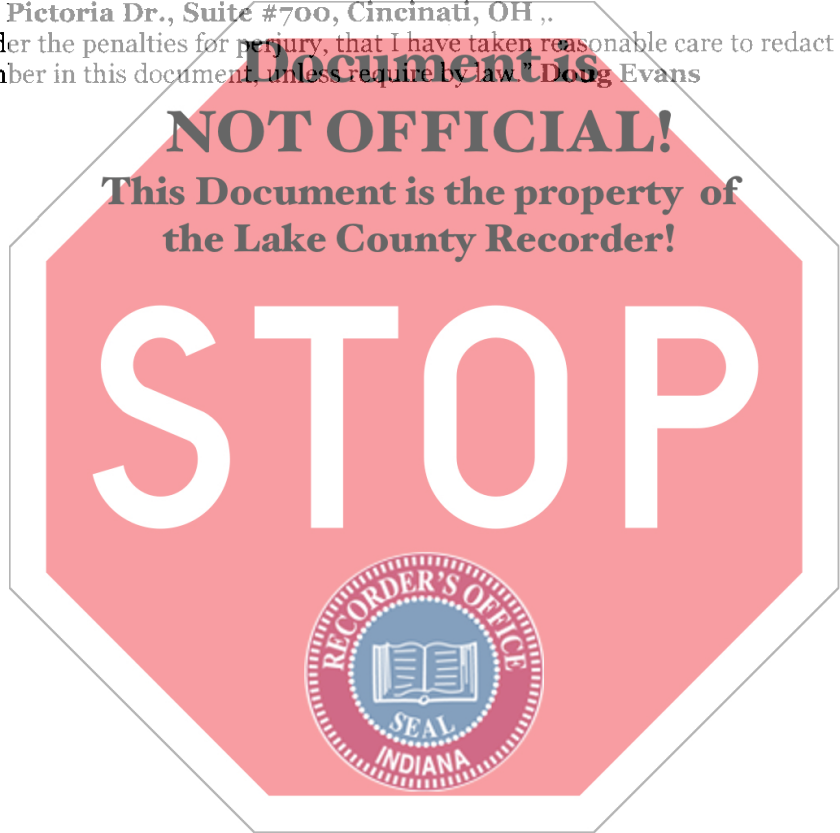 Pictoria Dr., Suite #700, Cincinati, OH ,.
er the penalties for perjury, that I have taken reasonable care to redact
ber in this document, unless require by law." Doug Evans
Document is
NOT OFFICIAL!
This Document is the property of
the Lake County Recorder!
STOP
RECORDER'S OFFICE
SEAL
INDIANA